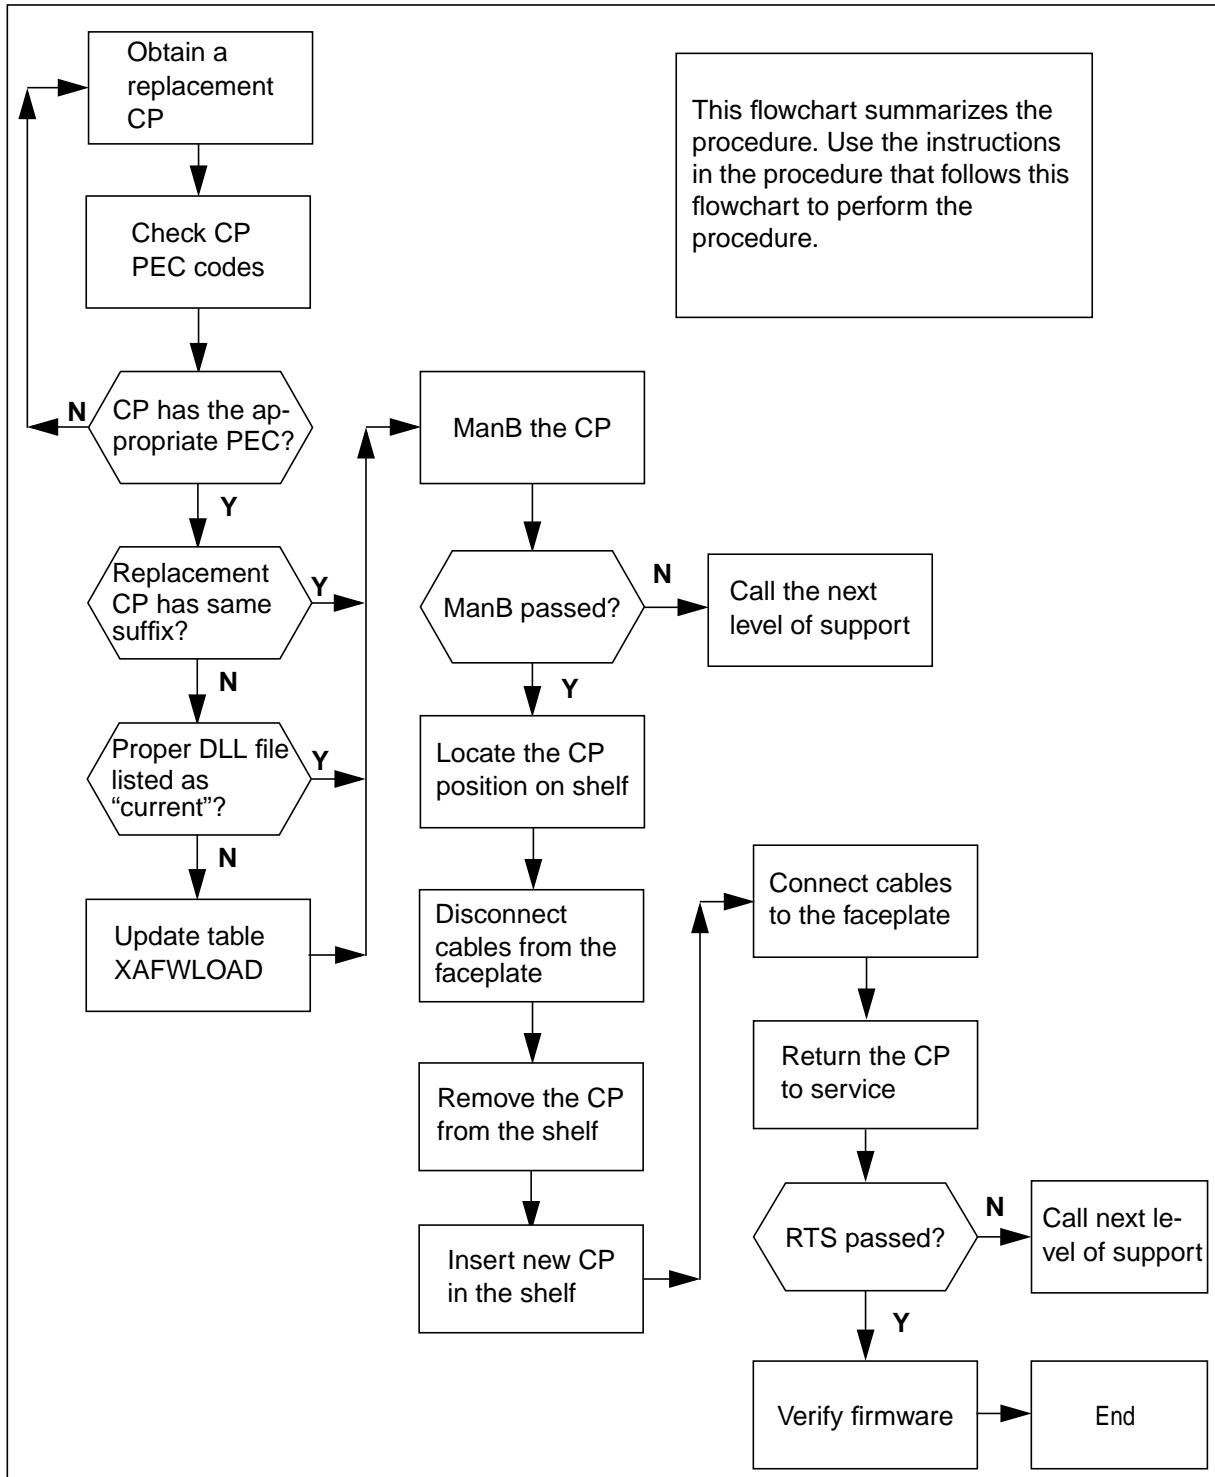 Obtain a
replacement
CP
This flowchart summarizes the
procedure. Use the instructions
in the procedure that follows this
flowchart to perform the
procedure.
Check CP
PEC codes
CP has the ap-
propriate PEC?
N
Y
Replacement
CP has same
suffix?
Y
N
Proper DLL file
listed as
“current”?
Y
N
Update table
XAFWLOAD
ManB the CP
ManB passed?
N
Call the next
level of support
Y
Locate the CP
position on shelf
Disconnect
cables from the
faceplate
Remove the CP
from the shelf
Insert new CP
in the shelf
Connect cables
to the faceplate
Return the CP
to service
RTS passed?
N
Call next le-
vel of support
Y
Verify firmware
End